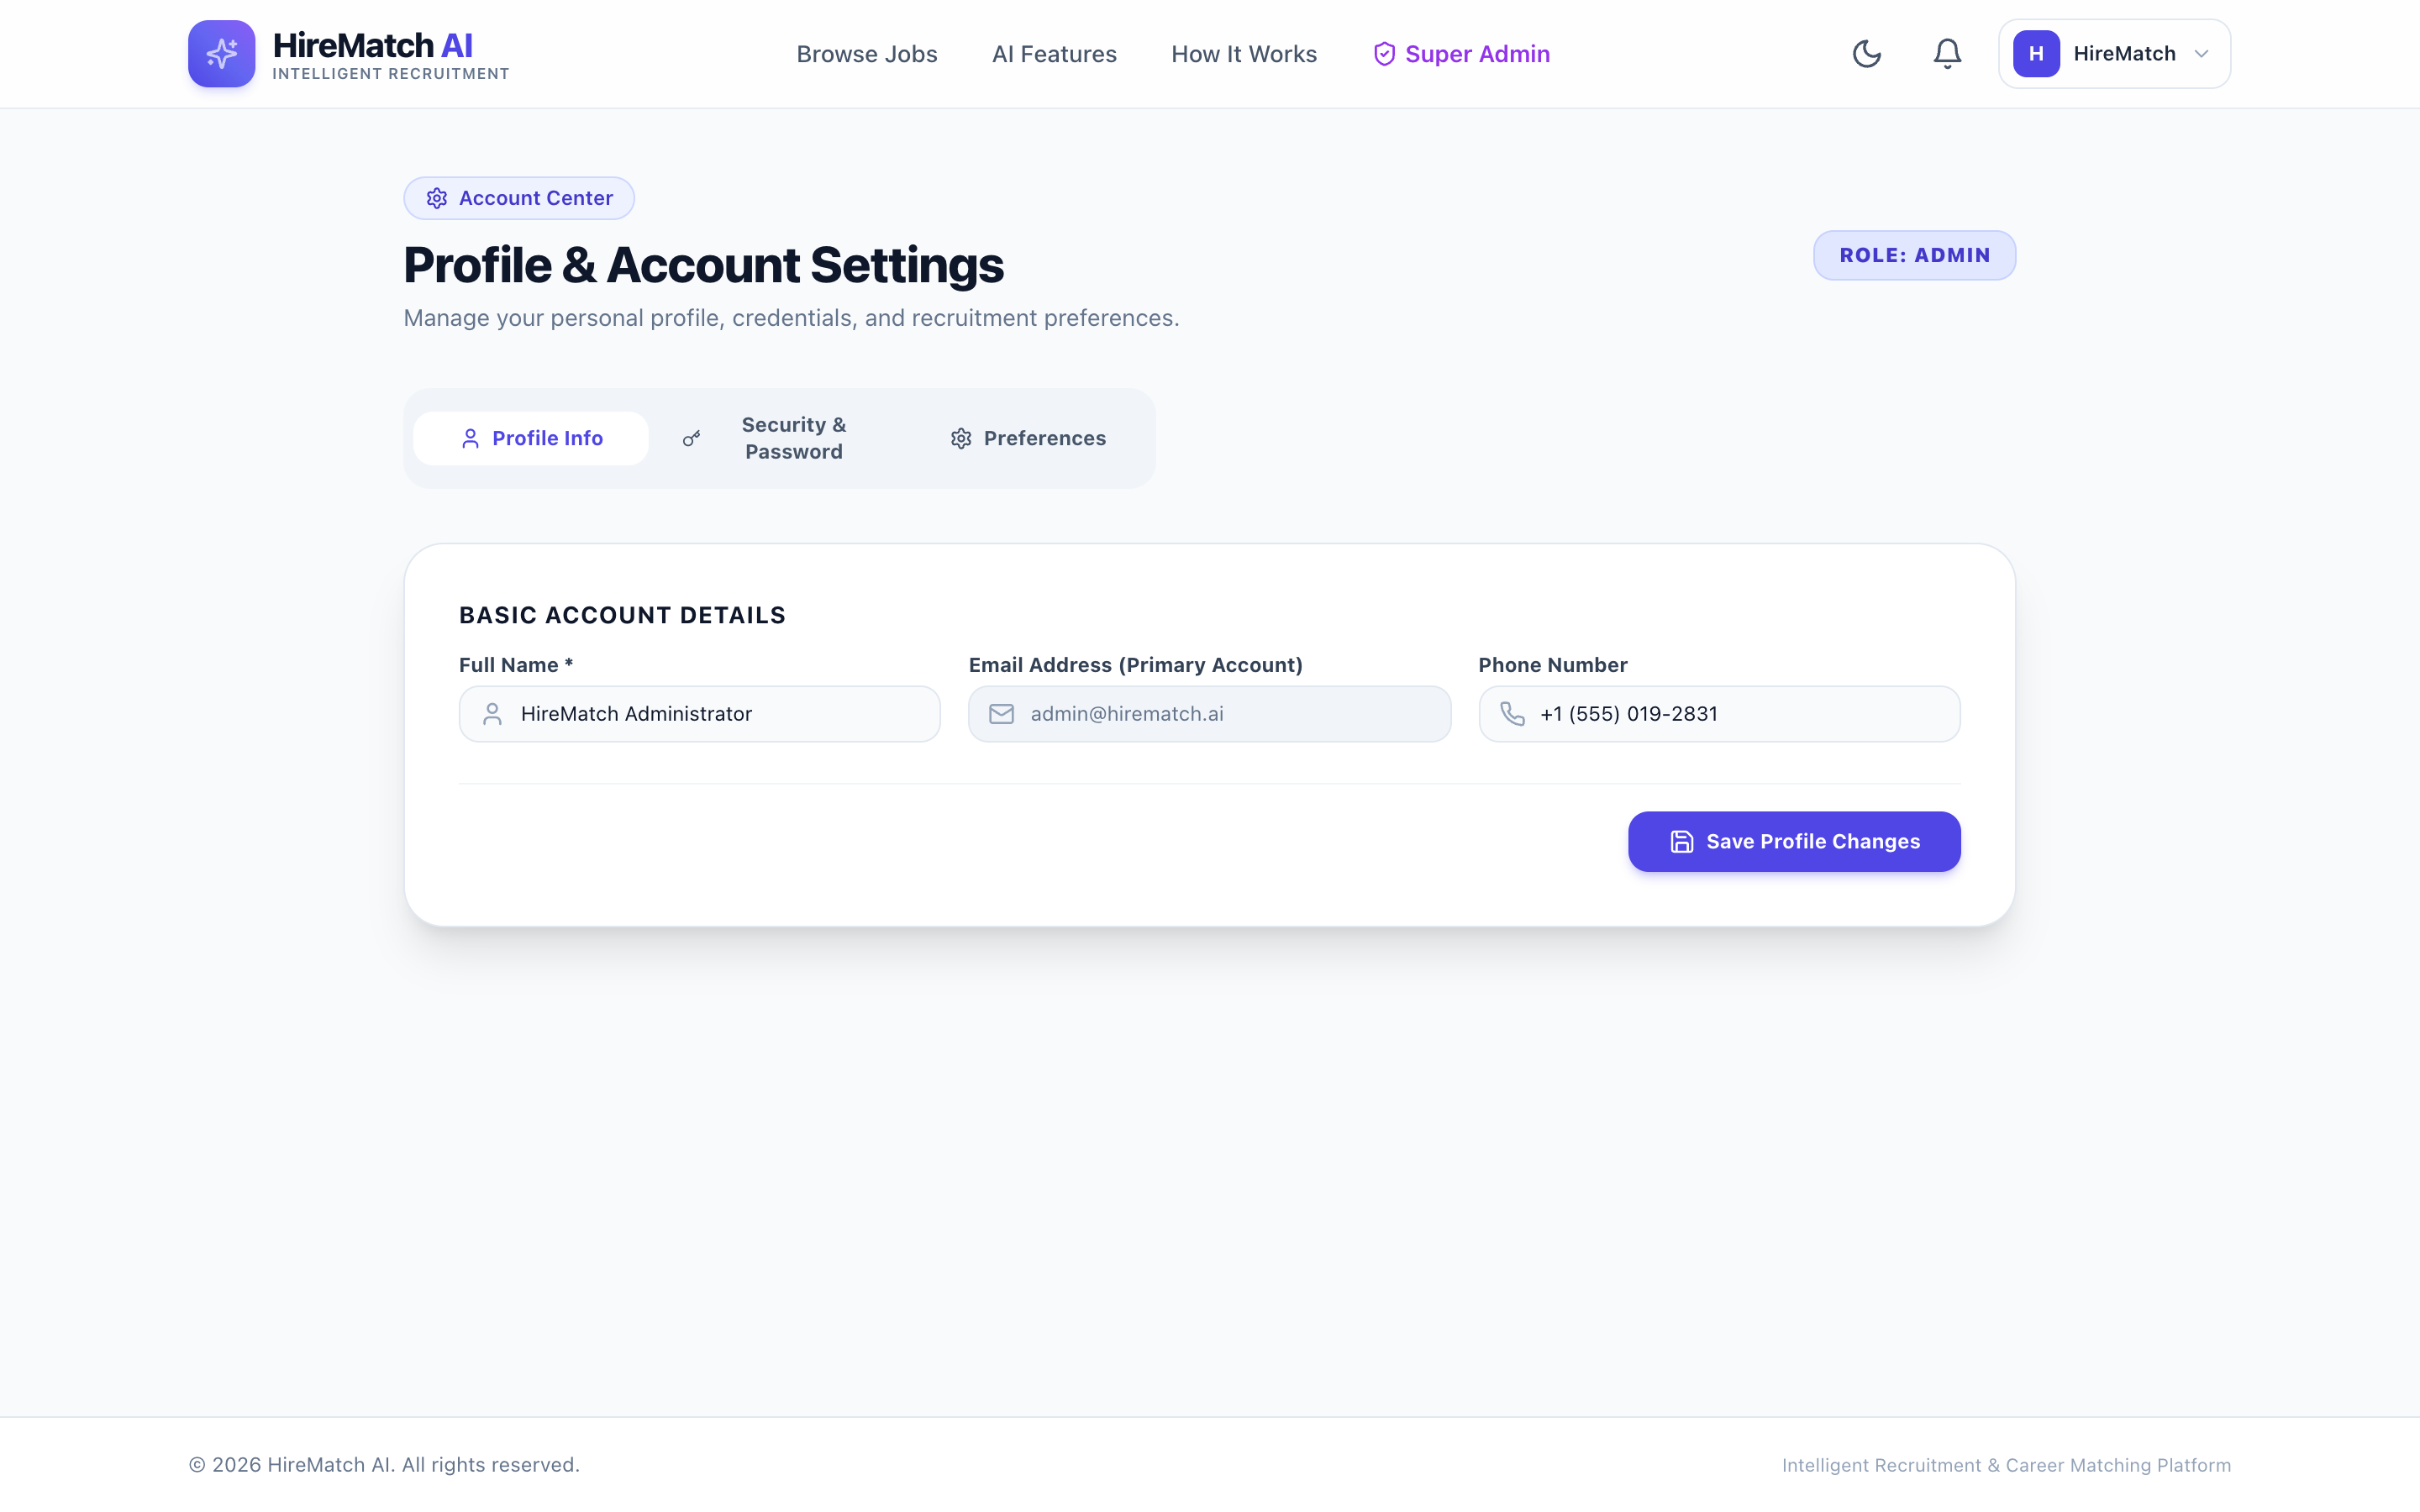 HireMatch AI
INTELLIGENT RECRUITMENT
Browse Jobs
AI Features
How It Works
Super Admin
H
HireMatch
Account Center
Profile & Account Settings
ROLE: ADMIN
Manage your personal profile, credentials, and recruitment preferences.
Profile Info
Security &
Password
Preferences
BASIC ACCOUNT DETAILS
Full Name *
HireMatch Administrator
Email Address (Primary Account)
admin@hirematch.ai
Phone Number
+1 (555) 019-2831
Save Profile Changes
© 2026 HireMatch AI. All rights reserved.
Intelligent Recruitment & Career Matching Platform